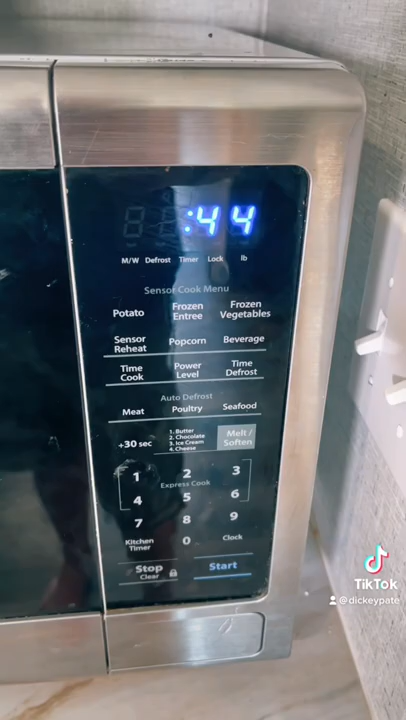 :44
M/W Defrost Timer Lock lb
Sensor Cook Menu
Potato
Frozen
Entree
Frozen
Vegetables
Sensor
Reheat
Popcorn
Beverage
Time
Cook
Power
Level
Time
Defrost
Auto Defrost
Meat
Poultry
Seafood
+30 sec
1. Butter
2. Chocolate
3. Ice Cream
4. Cheese
Melt /
Soften
1 2 3
Express Cook
4 5 6
7 8 9
Kitchen
Timer
0
Clock
Stop
Clear
Start
TikTok
@dickeypate